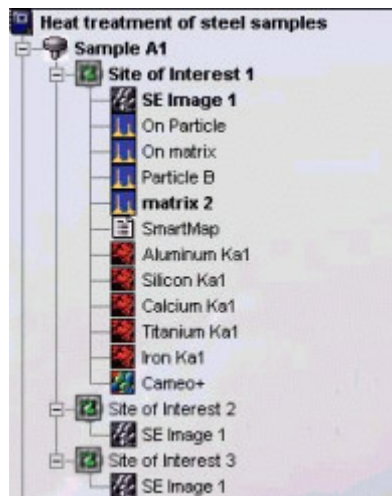 Heat treatment of steel samples
Sample A1
Site of Interest 1
SE Image 1
On Particle
On matrix
Particle B
matrix 2
SmartMap
Aluminum Ka1
Silicon Ka1
Calcium Ka1
Titanium Ka1
Iron Ka1
Cameo+
Site of Interest 2
SE Image 1
Site of Interest 3
SE Image 1